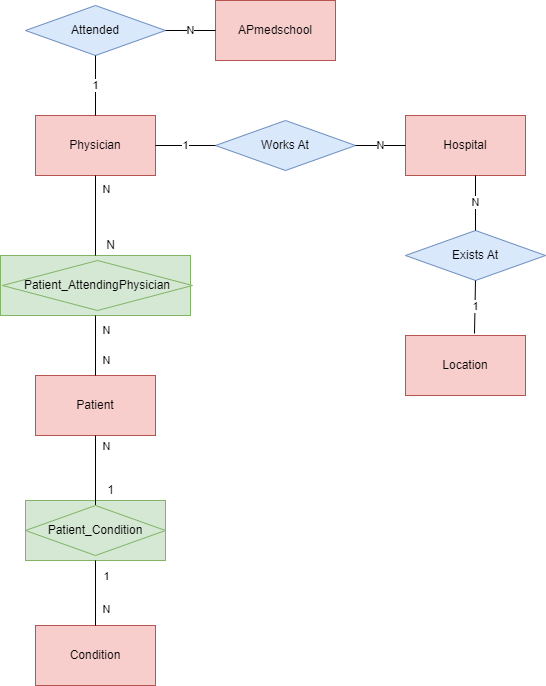 Attended
N
APmedschool
1
Physician
1
Works At
N
Hospital
N
N
N
Patient_AttendingPhysician
Exists At
1
N
N
Location
Patient
N
1
Patient_Condition
1
N
Condition